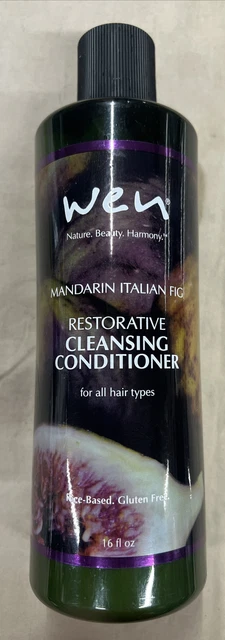 wen®
Nature. Beauty. Harmony.™
MANDARIN ITALIAN FIG
RESTORATIVE
CLEANSING
CONDITIONER
for all hair types
Rice-Based. Gluten Free.
16 fl oz